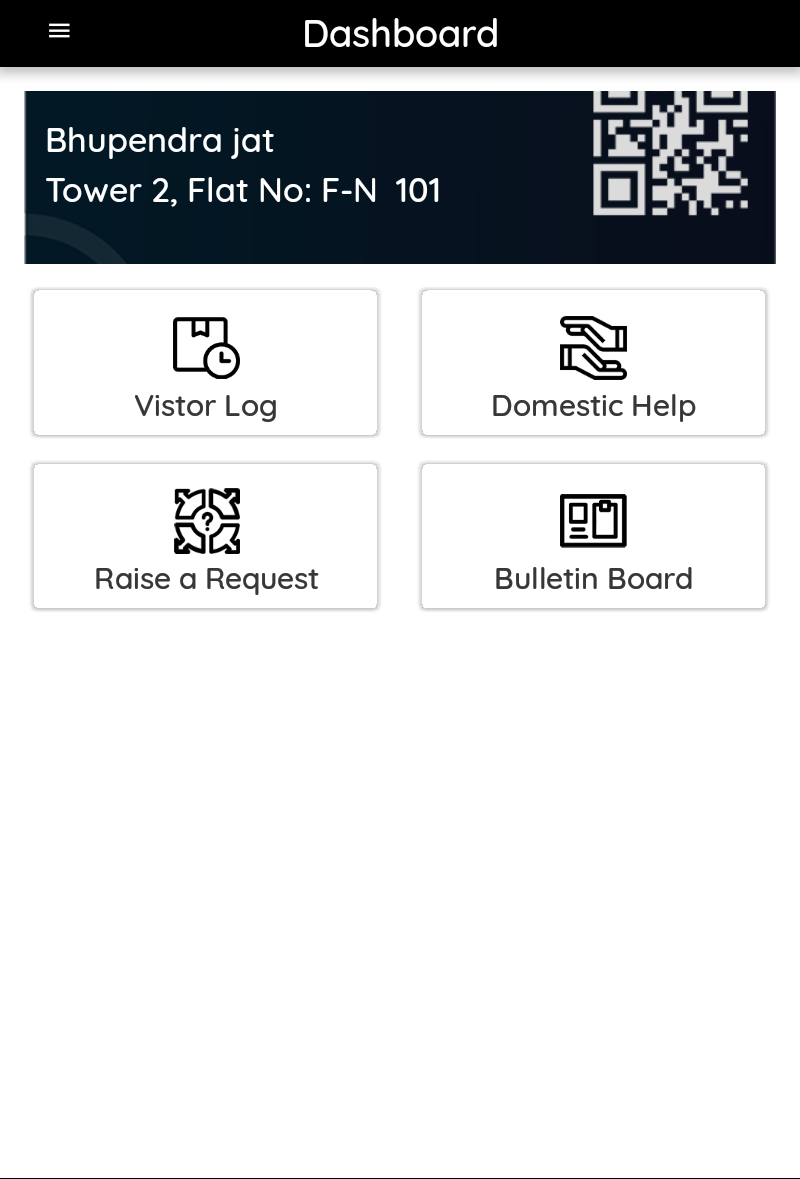 Dashboard
Bhupendra jat
Tower 2, Flat No: F-N  101
Vistor Log
Domestic Help
Raise a Request
Bulletin Board